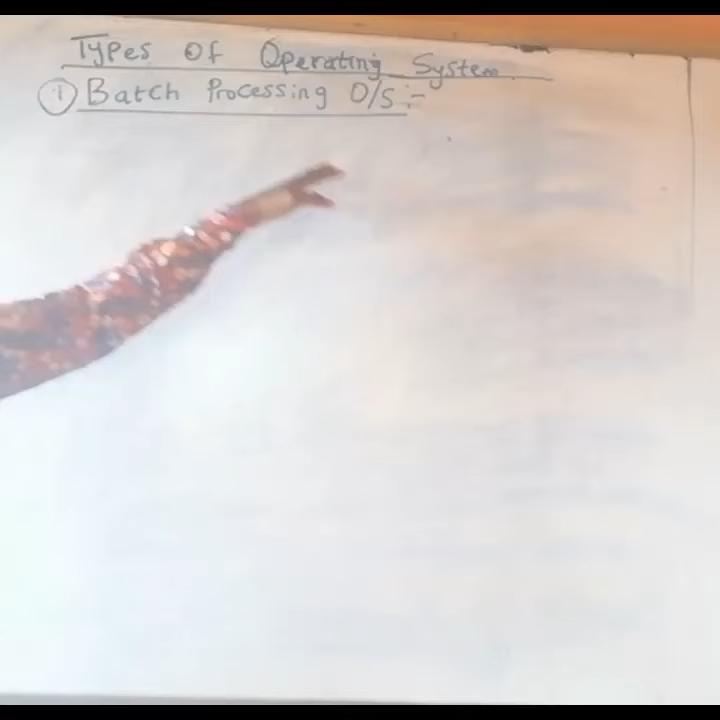 Types Of Operating System
① Batch Processing O/S:-